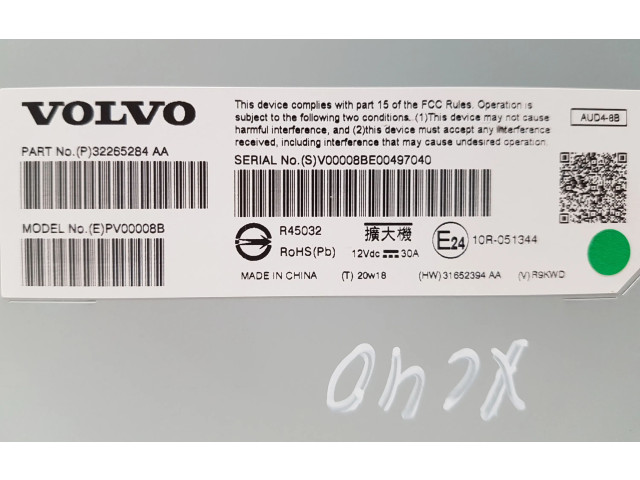 VOLVO
PART No.(P)32265284 AA
MODEL No.(E)PV00008B
This device complies with part 15 of the FCC Rules. Operation is
subject to the following two conditions. (1)This device may not cause
harmful interference, and (2)this device must accept any interference
received, including interference that may cause undesired operation.
SERIAL No.(S)V00008BE00497040
AUD4-8B
R45032
RoHS(Pb)
擴大機
12Vdc 30A
E24
10R-051344
MADE IN CHINA (T) 20w18 (HW) 31652394 AA (V) R9KWD
XC40